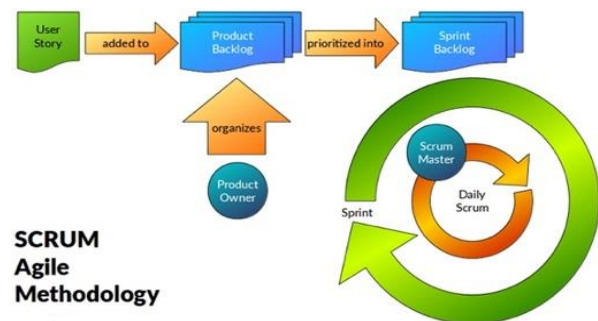 User
Story
added to
Product
Backlog
prioritized into
Sprint
Backlog
organizes
Product
Owner
Scrum
Master
Daily
Scrum
Sprint
SCRUM
Agile
Methodology